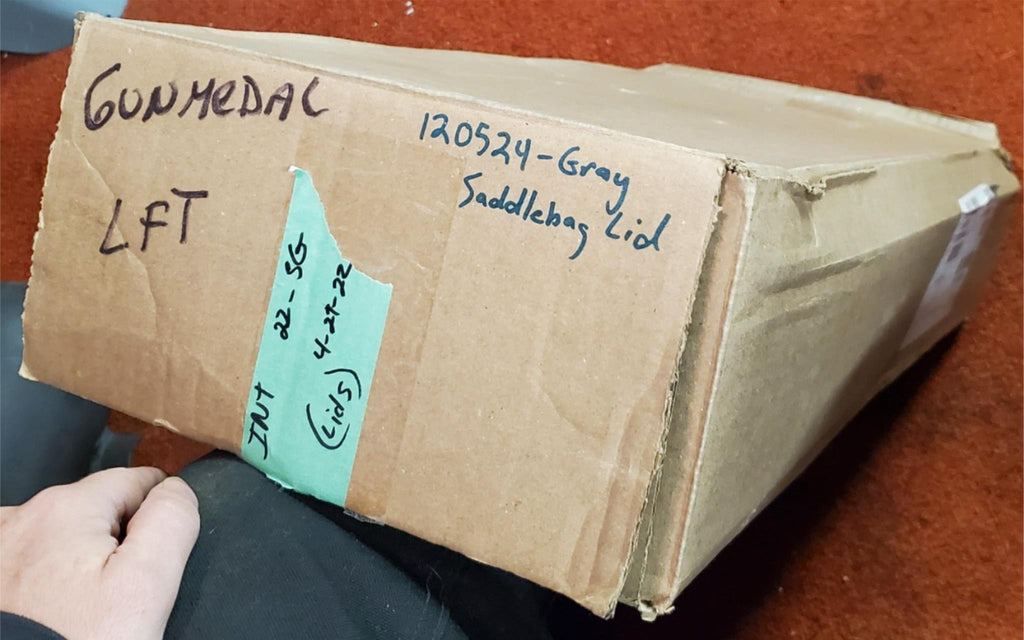 GUNMEDAL
LFT
120524-Gray
Saddlebag Lid
INT 22-SG
(Lids) 4-27-22